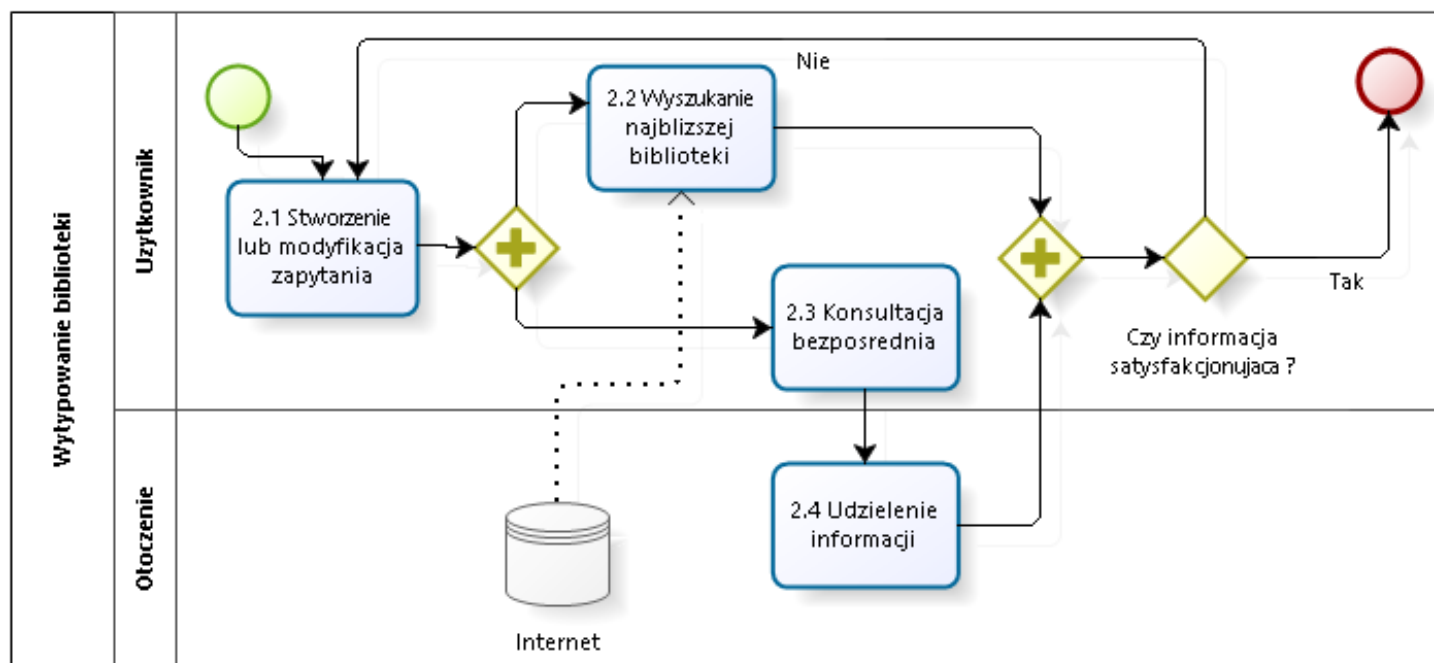 Wytypowanie biblioteki
Uzytkownik
Otoczenie
2.1 Stworzenie
lub modyfikacja
zapytania
2.2 Wyszukanie
najblizszej
biblioteki
2.3 Konsultacja
bezposrednia
2.4 Udzielenie
informacji
Internet
Nie
Tak
Czy informacja
satysfakcjonujaca ?